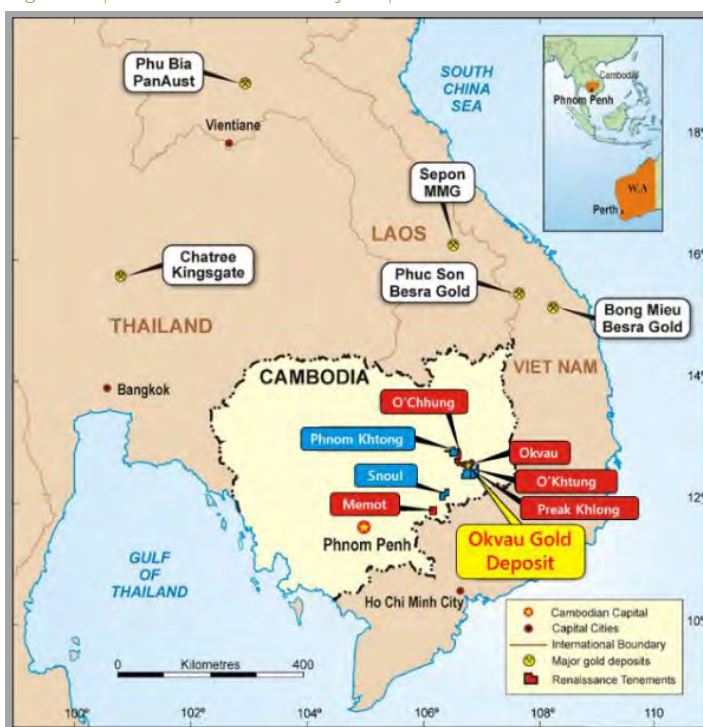 Phu Bia
PanAust
SOUTH
CHINA
SEA
Cambodia
Phnom Penh
W.A
Perth
18°
Vientiane
Sepon
MMG
LAOS
16°
Chatree
Kingsgate
Phuc Son
Besra Gold
Bong Mieu
Besra Gold
THAILAND
VIET NAM
14°
CAMBODIA
Bangkok
O'Chhung
Phnom Khtong
Okvau
Snoul
O'Khtung
Memot
Preak Khlong
12°
Phnom Penh
Okvau Gold
Deposit
GULF
OF
THAILAND
Ho Chi Minh City
Cambodian Capital
Capital Cities
International Boundary
Major gold deposits
Renaissance Tenements
10°
0 Kilometres 400
100° 102° 104° 106° 108° 110